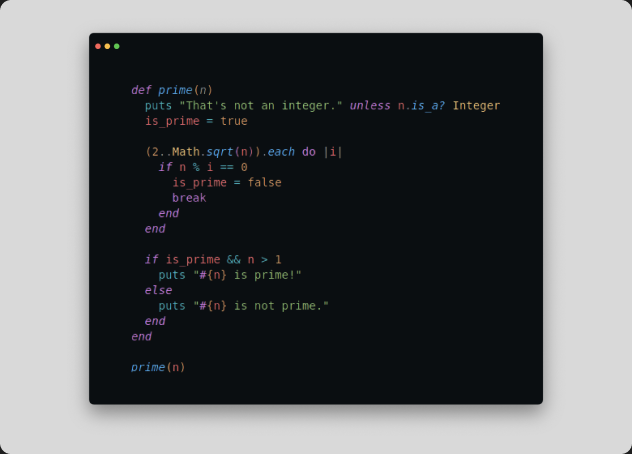 def prime(n)
  puts "That's not an integer." unless n.is_a? Integer
  is_prime = true

  (2..Math.sqrt(n)).each do |i|
    if n % i == 0
      is_prime = false
      break
    end
  end

  if is_prime && n > 1
    puts "#{n} is prime!"
  else
    puts "#{n} is not prime."
  end
end

prime(n)